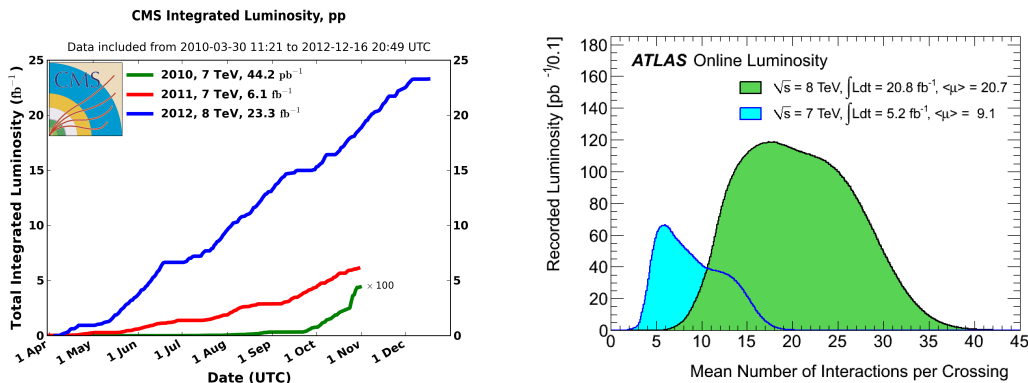 CMS Integrated Luminosity, pp
Data included from 2010-03-30 11:21 to 2012-12-16 20:49 UTC
CMS
2010, 7 TeV, 44.2 pb⁻¹
2011, 7 TeV, 6.1 fb⁻¹
2012, 8 TeV, 23.3 fb⁻¹
Total Integrated Luminosity (fb⁻¹)
25
20
15
10
5
0
25
20
15
10
5
0
× 100
1 Apr
1 May
1 Jun
1 Jul
1 Aug
1 Sep
1 Oct
1 Nov
1 Dec
Date (UTC)
Recorded Luminosity [pb⁻¹/0.1]
180
160
140
120
100
80
60
40
20
0
ATLAS Online Luminosity
√s = 8 TeV, ∫Ldt = 20.8 fb⁻¹, <μ> = 20.7
√s = 7 TeV, ∫Ldt = 5.2 fb⁻¹, <μ> = 9.1
0 5 10 15 20 25 30 35 40 45
Mean Number of Interactions per Crossing